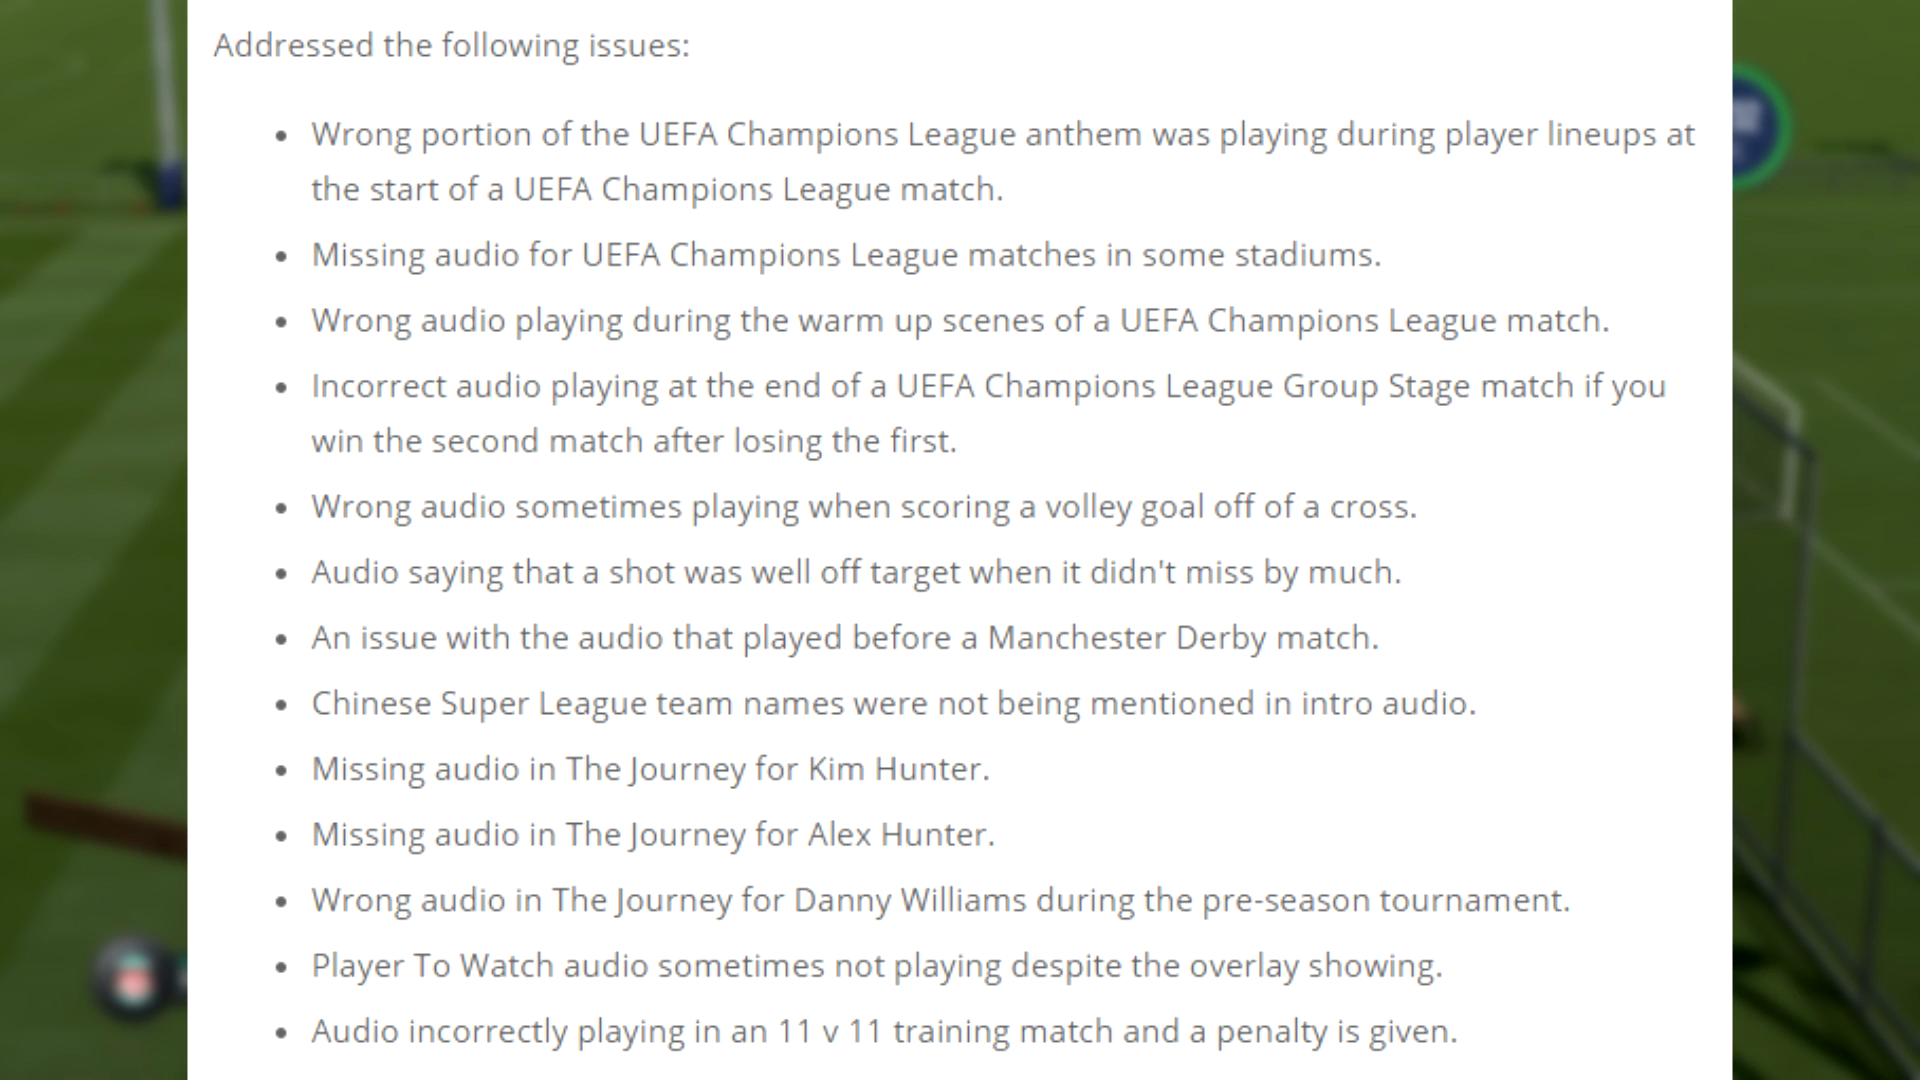 Addressed the following issues:
• Wrong portion of the UEFA Champions League anthem was playing during player lineups at
the start of a UEFA Champions League match.
• Missing audio for UEFA Champions League matches in some stadiums.
• Wrong audio playing during the warm up scenes of a UEFA Champions League match.
• Incorrect audio playing at the end of a UEFA Champions League Group Stage match if you
win the second match after losing the first.
• Wrong audio sometimes playing when scoring a volley goal off of a cross.
• Audio saying that a shot was well off target when it didn't miss by much.
• An issue with the audio that played before a Manchester Derby match.
• Chinese Super League team names were not being mentioned in intro audio.
• Missing audio in The Journey for Kim Hunter.
• Missing audio in The Journey for Alex Hunter.
• Wrong audio in The Journey for Danny Williams during the pre-season tournament.
• Player To Watch audio sometimes not playing despite the overlay showing.
• Audio incorrectly playing in an 11 v 11 training match and a penalty is given.